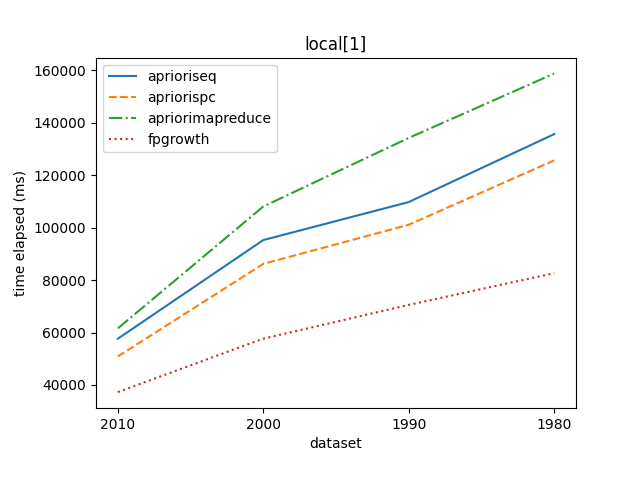 local[1]
160000
140000
120000
100000
80000
60000
40000
time elapsed (ms)
aprioriseq
apriorispc
apriorimapreduce
fpgrowth
2010
2000
1990
1980
dataset